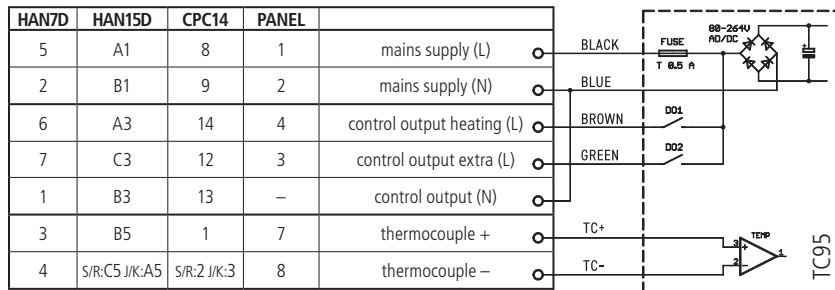 HAN7D HAN15D CPC14 PANEL
5 A1 8 1 mains supply (L) BLACK
2 B1 9 2 mains supply (N) BLUE
6 A3 14 4 control output heating (L) BROWN
7 C3 12 3 control output extra (L) GREEN
1 B3 13 – control output (N)
3 B5 1 7 thermocouple + TC+
4 S/R:C5 J/K:A5 S/R:2 J/K:3 8 thermocouple – TC-
FUSE
T 0.5 A
80-264V
AD/DC
+
DO1
DO2
TEMP
3 +
2 -
1
TC95